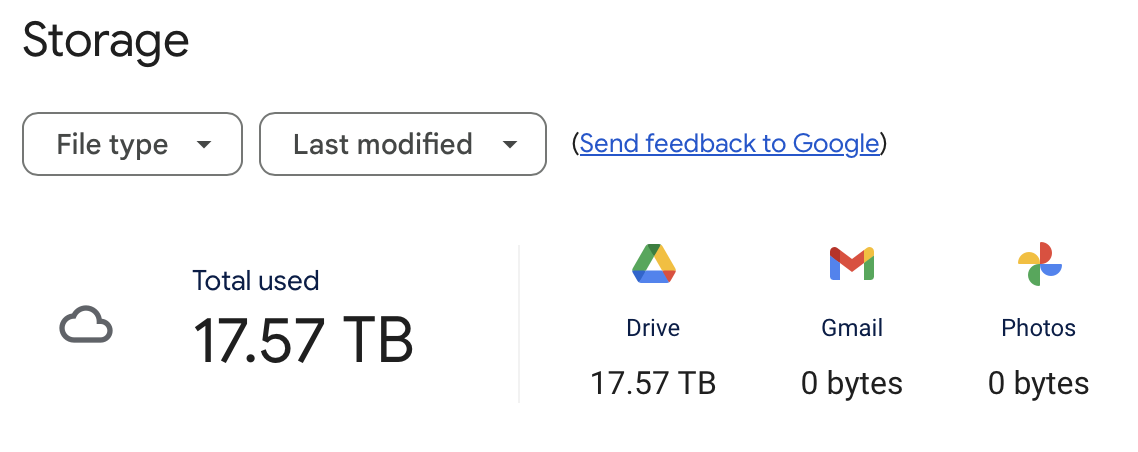 Storage
File type
Last modified
(Send feedback to Google)
Total used
17.57 TB
Drive
17.57 TB
Gmail
0 bytes
Photos
0 bytes